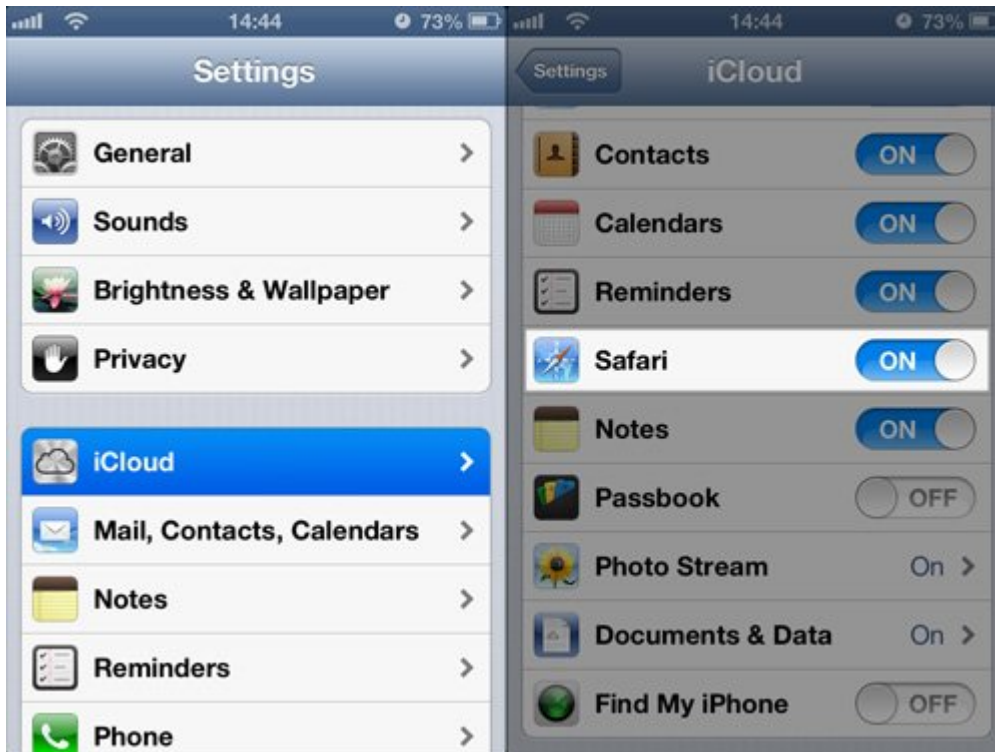 14:44
73%
Settings
General
Sounds
Brightness & Wallpaper
Privacy
iCloud
Mail, Contacts, Calendars
Notes
Reminders
Phone
14:44
73%
Settings
iCloud
Contacts ON
Calendars ON
Reminders ON
Safari ON
Notes ON
Passbook OFF
Photo Stream On
Documents & Data On
Find My iPhone OFF